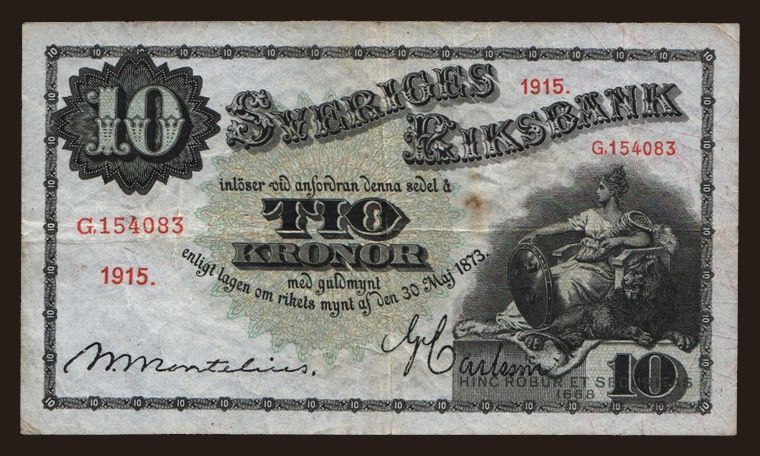 10
SVERIGES
RIKSBANK
1915.
G,154083
inlöser vid anfordran denna sedel å
TIO
KRONOR
med guldmynt
enligt lagen om rikets mynt af den 30 Maj 1873.
G,154083
1915.
M Montelius.
G Carlsson
HINC ROBUR ET SECURITAS
1668
10